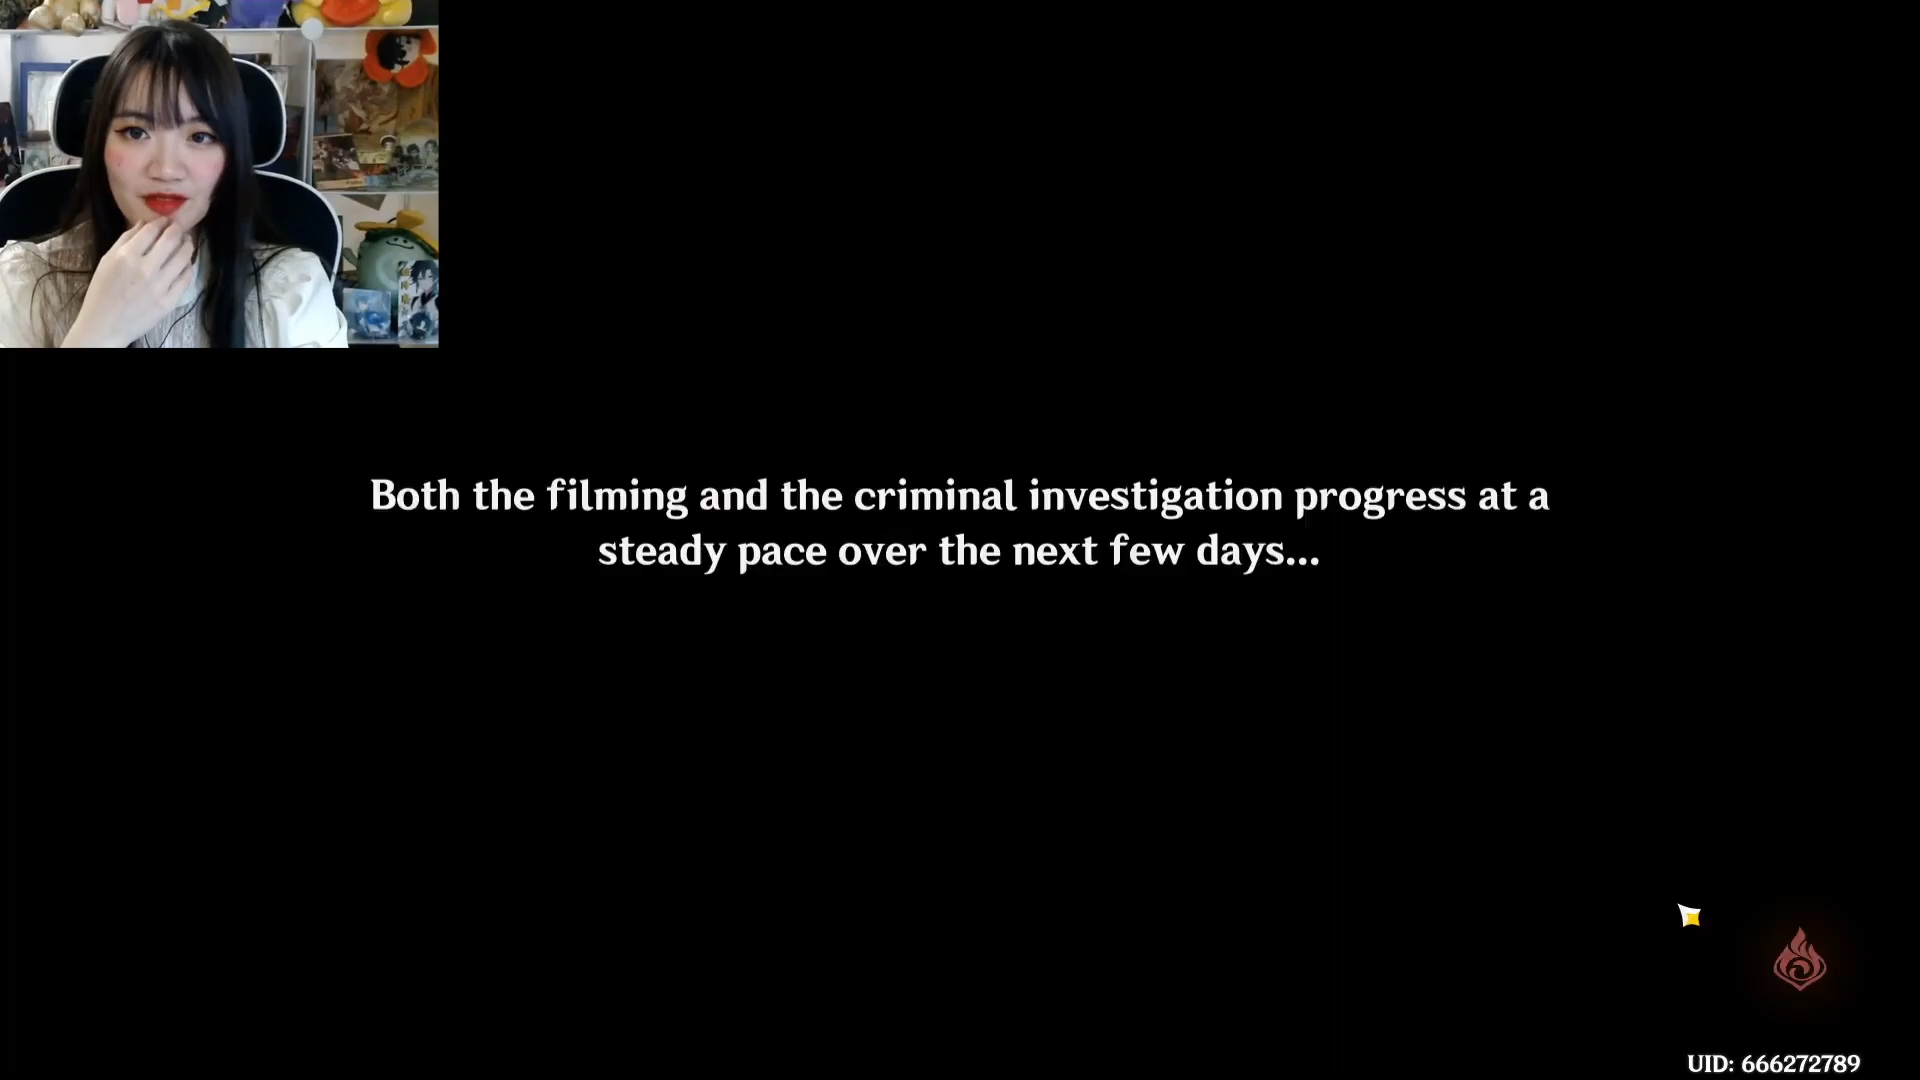 Both the filming and the criminal investigation progress at a
steady pace over the next few days...
UID: 666272789